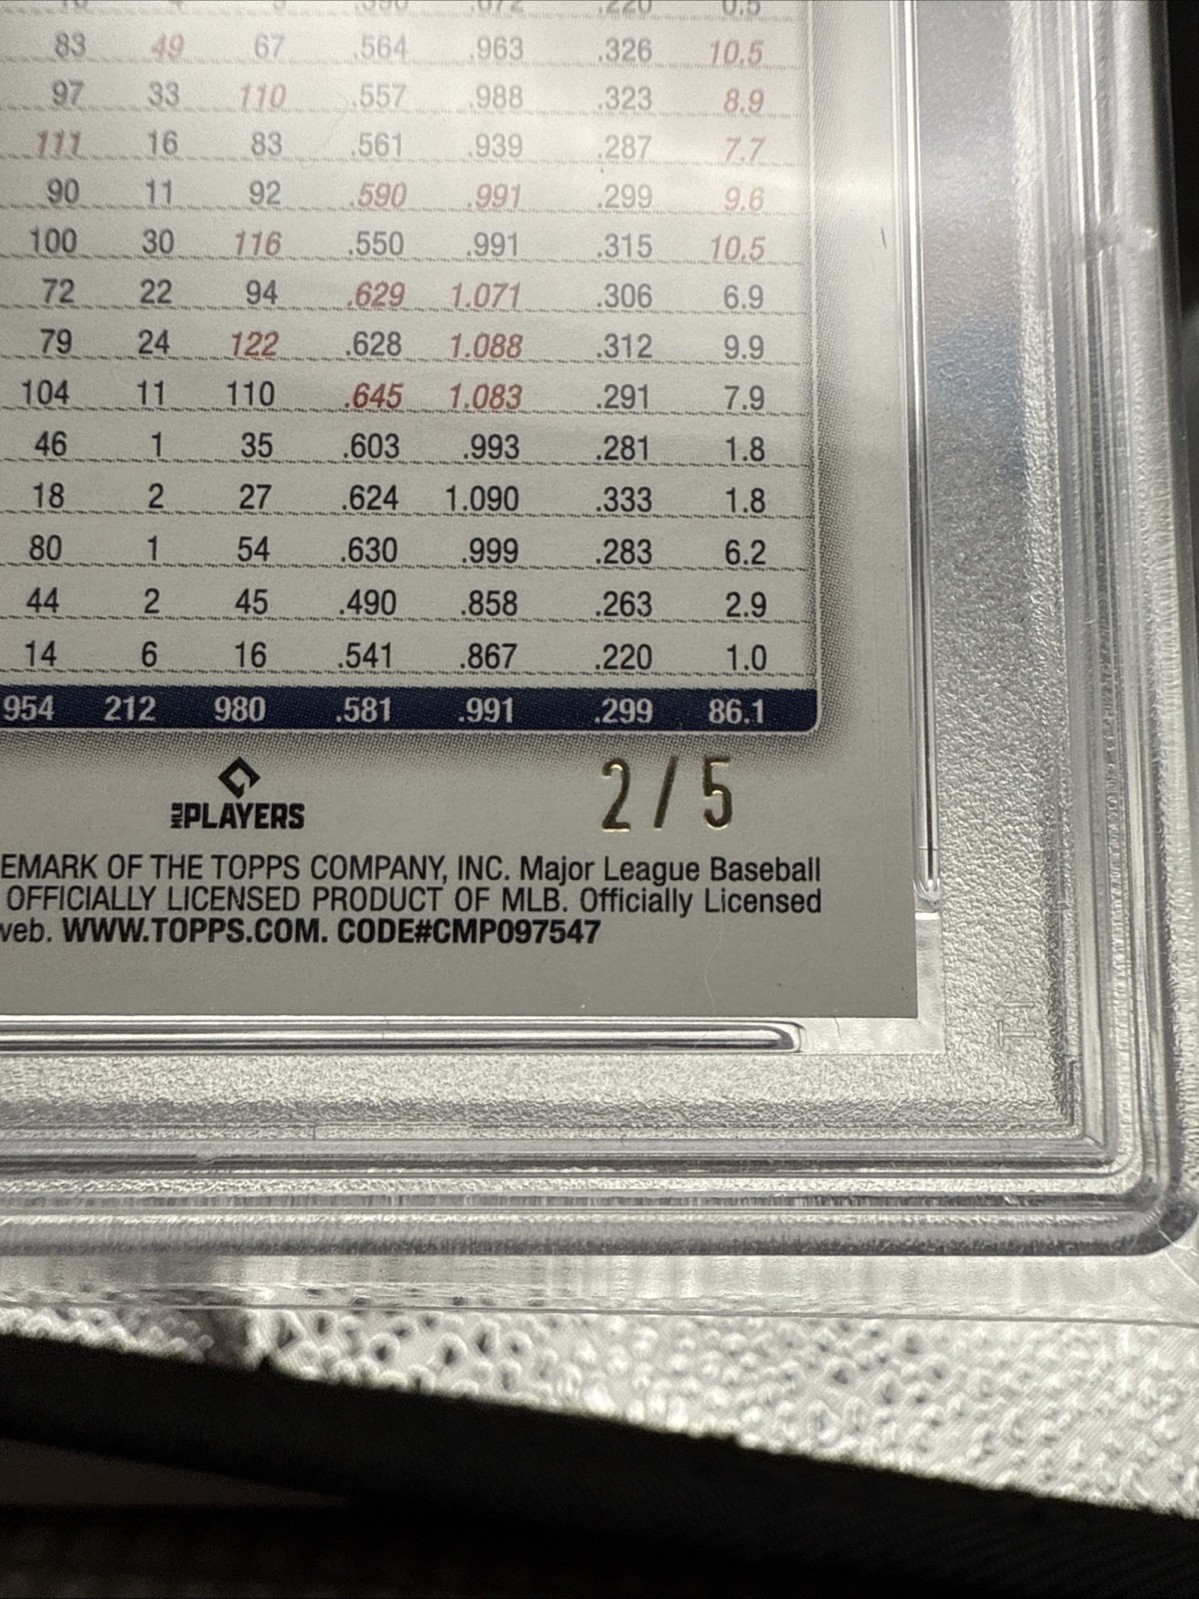 83 49 67 .564 .963 .326 10.5
97 33 110 .557 .988 .323 8.9
111 16 83 .561 .939 .287 7.7
90 11 92 .590 .991 .299 9.6
100 30 116 .550 .991 .315 10.5
72 22 94 .629 1.071 .306 6.9
79 24 122 .628 1.088 .312 9.9
104 11 110 .645 1.083 .291 7.9
46 1 35 .603 .993 .281 1.8
18 2 27 .624 1.090 .333 1.8
80 1 54 .630 .999 .283 6.2
44 2 45 .490 .858 .263 2.9
14 6 16 .541 .867 .220 1.0
954 212 980 .581 .991 .299 86.1
MLB PLAYERS
2/5
EMARK OF THE TOPPS COMPANY, INC. Major League Baseball
OFFICIALLY LICENSED PRODUCT OF MLB. Officially Licensed
web. WWW.TOPPS.COM. CODE#CMP097547